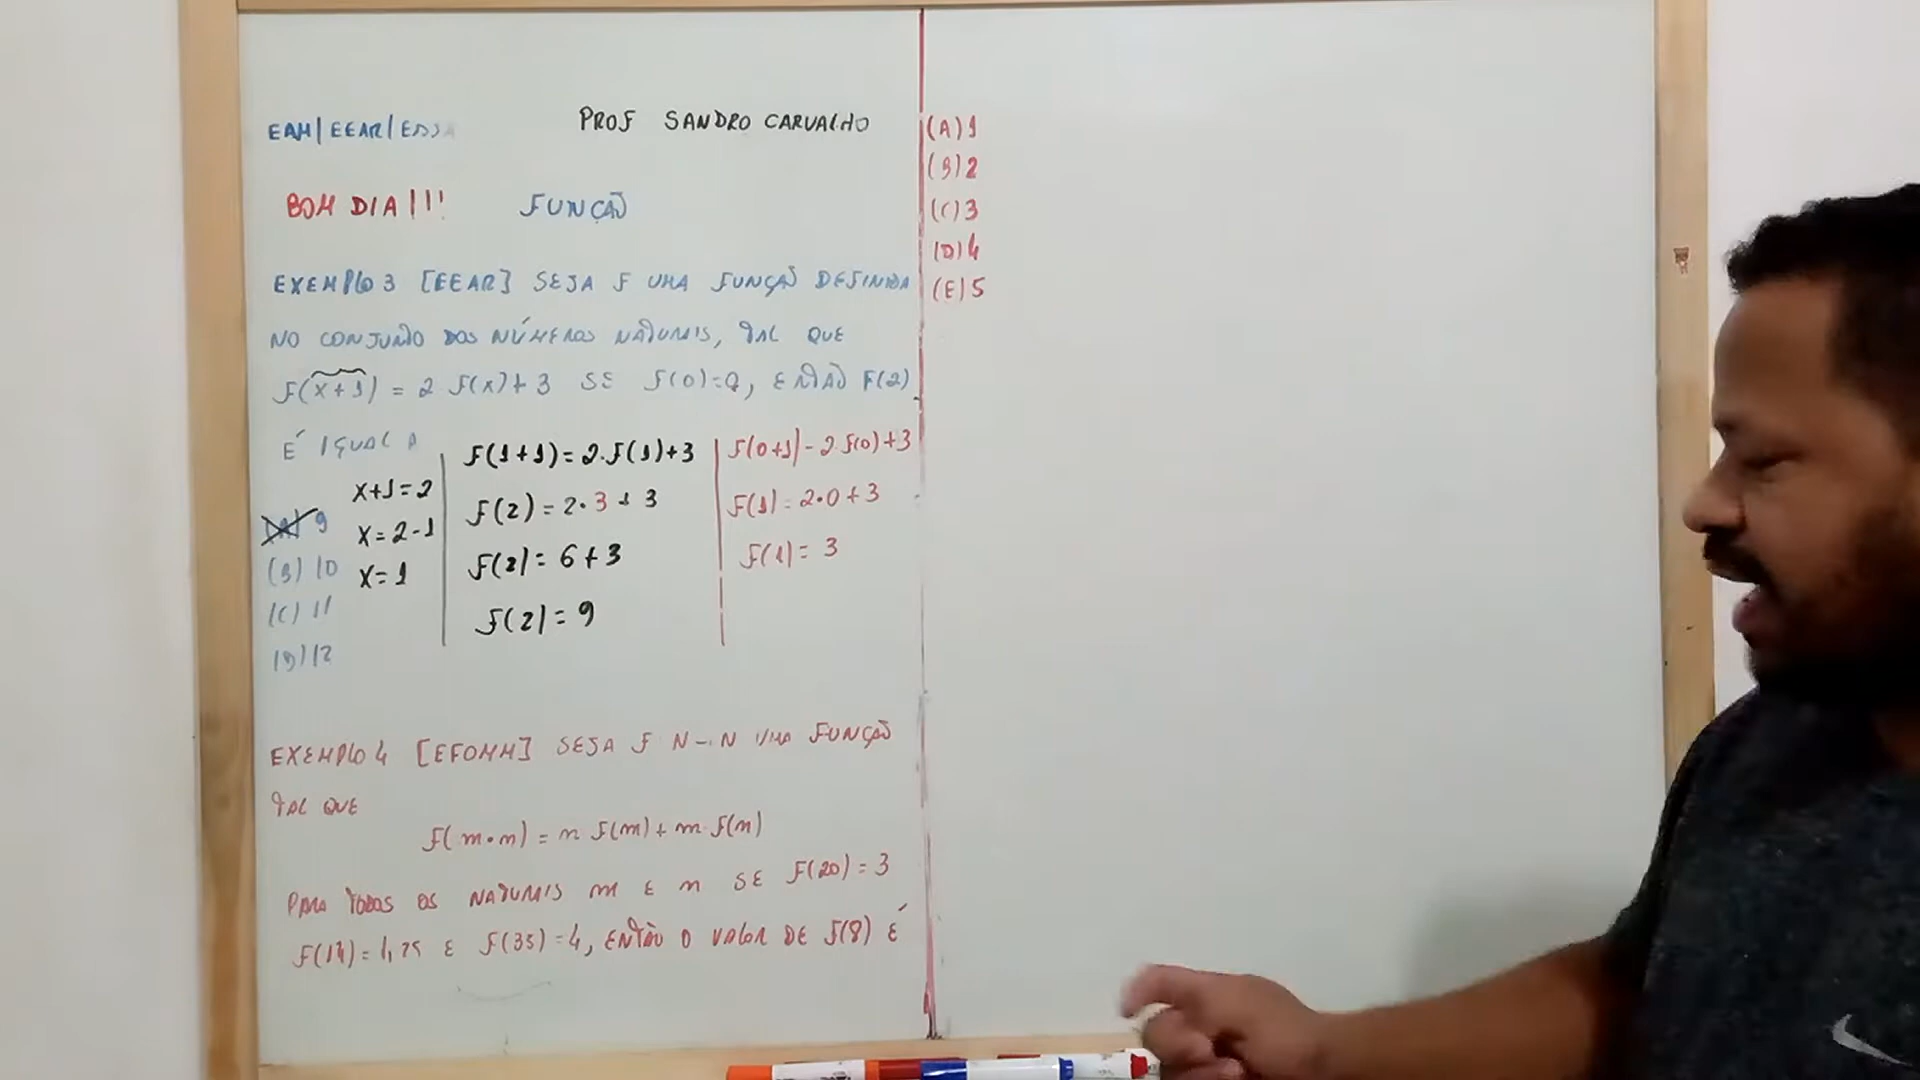 EAM/EEAR/ESSA
PROF SANDRO CARVALHO
BOM DIA!!!
FUNÇÃO
EXEMPLO 3 [EEAR] SEJA F UMA FUNÇÃO DEFINIDA
NO CONJUNTO DOS NÚMEROS NATURAIS, TAL QUE
F(x+1) = 2 F(x)+3 SE F(0)=0, ENTÃO F(2)
É IGUAL A
(A) 9
(B) 10
(C) 11
(D) 12
x+1=2
x=2-1
x=1
F(1+1)=2.F(1)+3
F(2)=2.3+3
F(2)=6+3
F(2)=9
F(0+1)=2.F(0)+3
F(1)=2.0+3
F(1)=3
EXEMPLO 4 [EFOMM] SEJA F N→N UMA FUNÇÃO
TAL QUE
F(m.n) = n F(m)+m.F(n)
PARA TODOS OS NATURAIS m E n SE F(20)=3
F(14)=1,25 E F(35)=4, ENTÃO O VALOR DE F(8) É
(A) 1
(B) 2
(C) 3
(D) 4
(E) 5